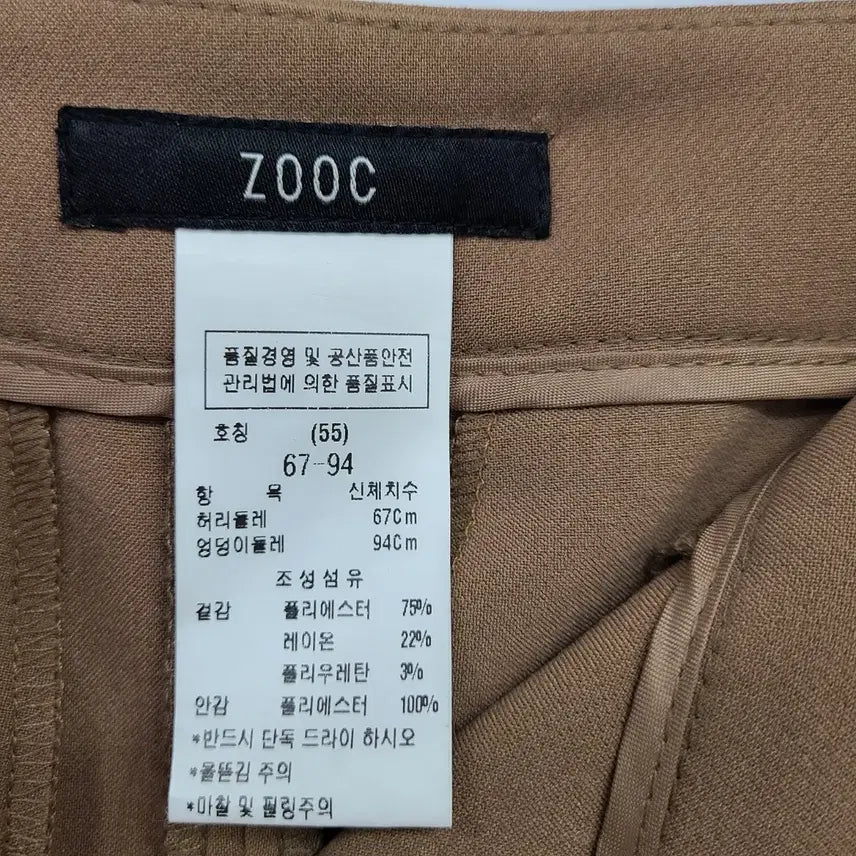 ZOOC
품질경영 및 공산품안전
관리법에 의한 품질표시
호칭 (55)
67-94
항 목 신체치수
허리둘레 67Cm
엉덩이둘레 94Cm
조성섬유
겉감 폴리에스터 75%
레이온 22%
폴리우레탄 3%
안감 폴리에스터 100%
*반드시 단독 드라이 하시오
*올뜯김 주의
*마찰 및 필링주의